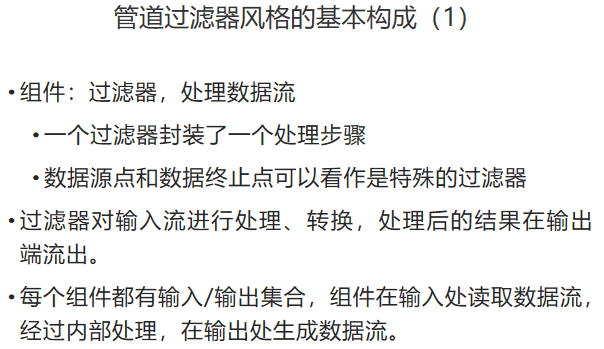 管道过滤器风格的基本构成（1）
•组件：过滤器，处理数据流
•一个过滤器封装了一个处理步骤
•数据源点和数据终止点可以看作是特殊的过滤器
•过滤器对输入流进行处理、转换，处理后的结果在输出
端流出。
•每个组件都有输入/输出集合，组件在输入处读取数据流，
经过内部处理，在输出处生成数据流。